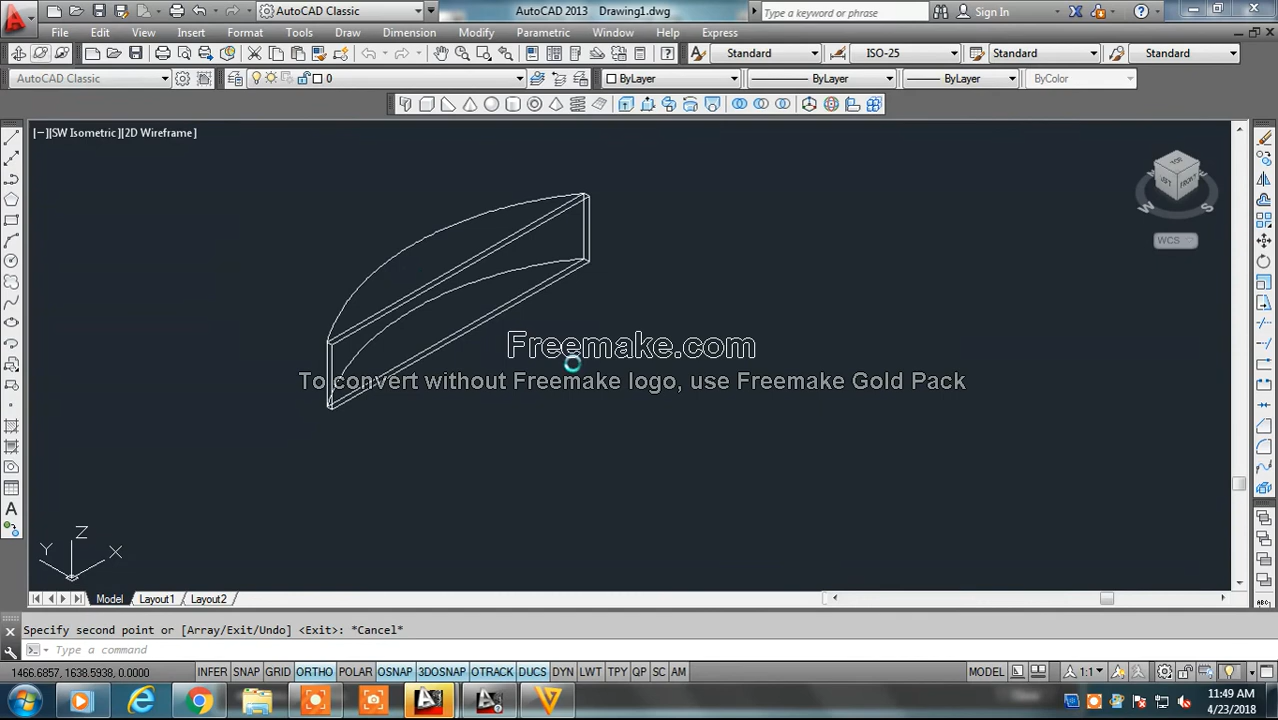 AutoCAD Classic
AutoCAD 2013 Drawing1.dwg
Type a keyword or phrase
Sign In
File Edit View Insert Format Tools Draw Dimension Modify Parametric Window Help Express
Standard ISO-25 Standard Standard
AutoCAD Classic 0 ByLayer ByLayer ByLayer ByColor
[−][SW Isometric][2D Wireframe]
TOP
LEFT FRONT
W S
WCS
Freemake.com
To convert without Freemake logo, use Freemake Gold Pack
Z
Y X
Model Layout1 Layout2
Specify second point or [Array/Exit/Undo] <Exit>: *Cancel*
Type a command
1466.6857, 1638.5938, 0.0000 INFER SNAP GRID ORTHO POLAR OSNAP 3DOSNAP OTRACK DUCS DYN LWT TPY QP SC AM MODEL 1:1
11:49 AM
4/23/2018